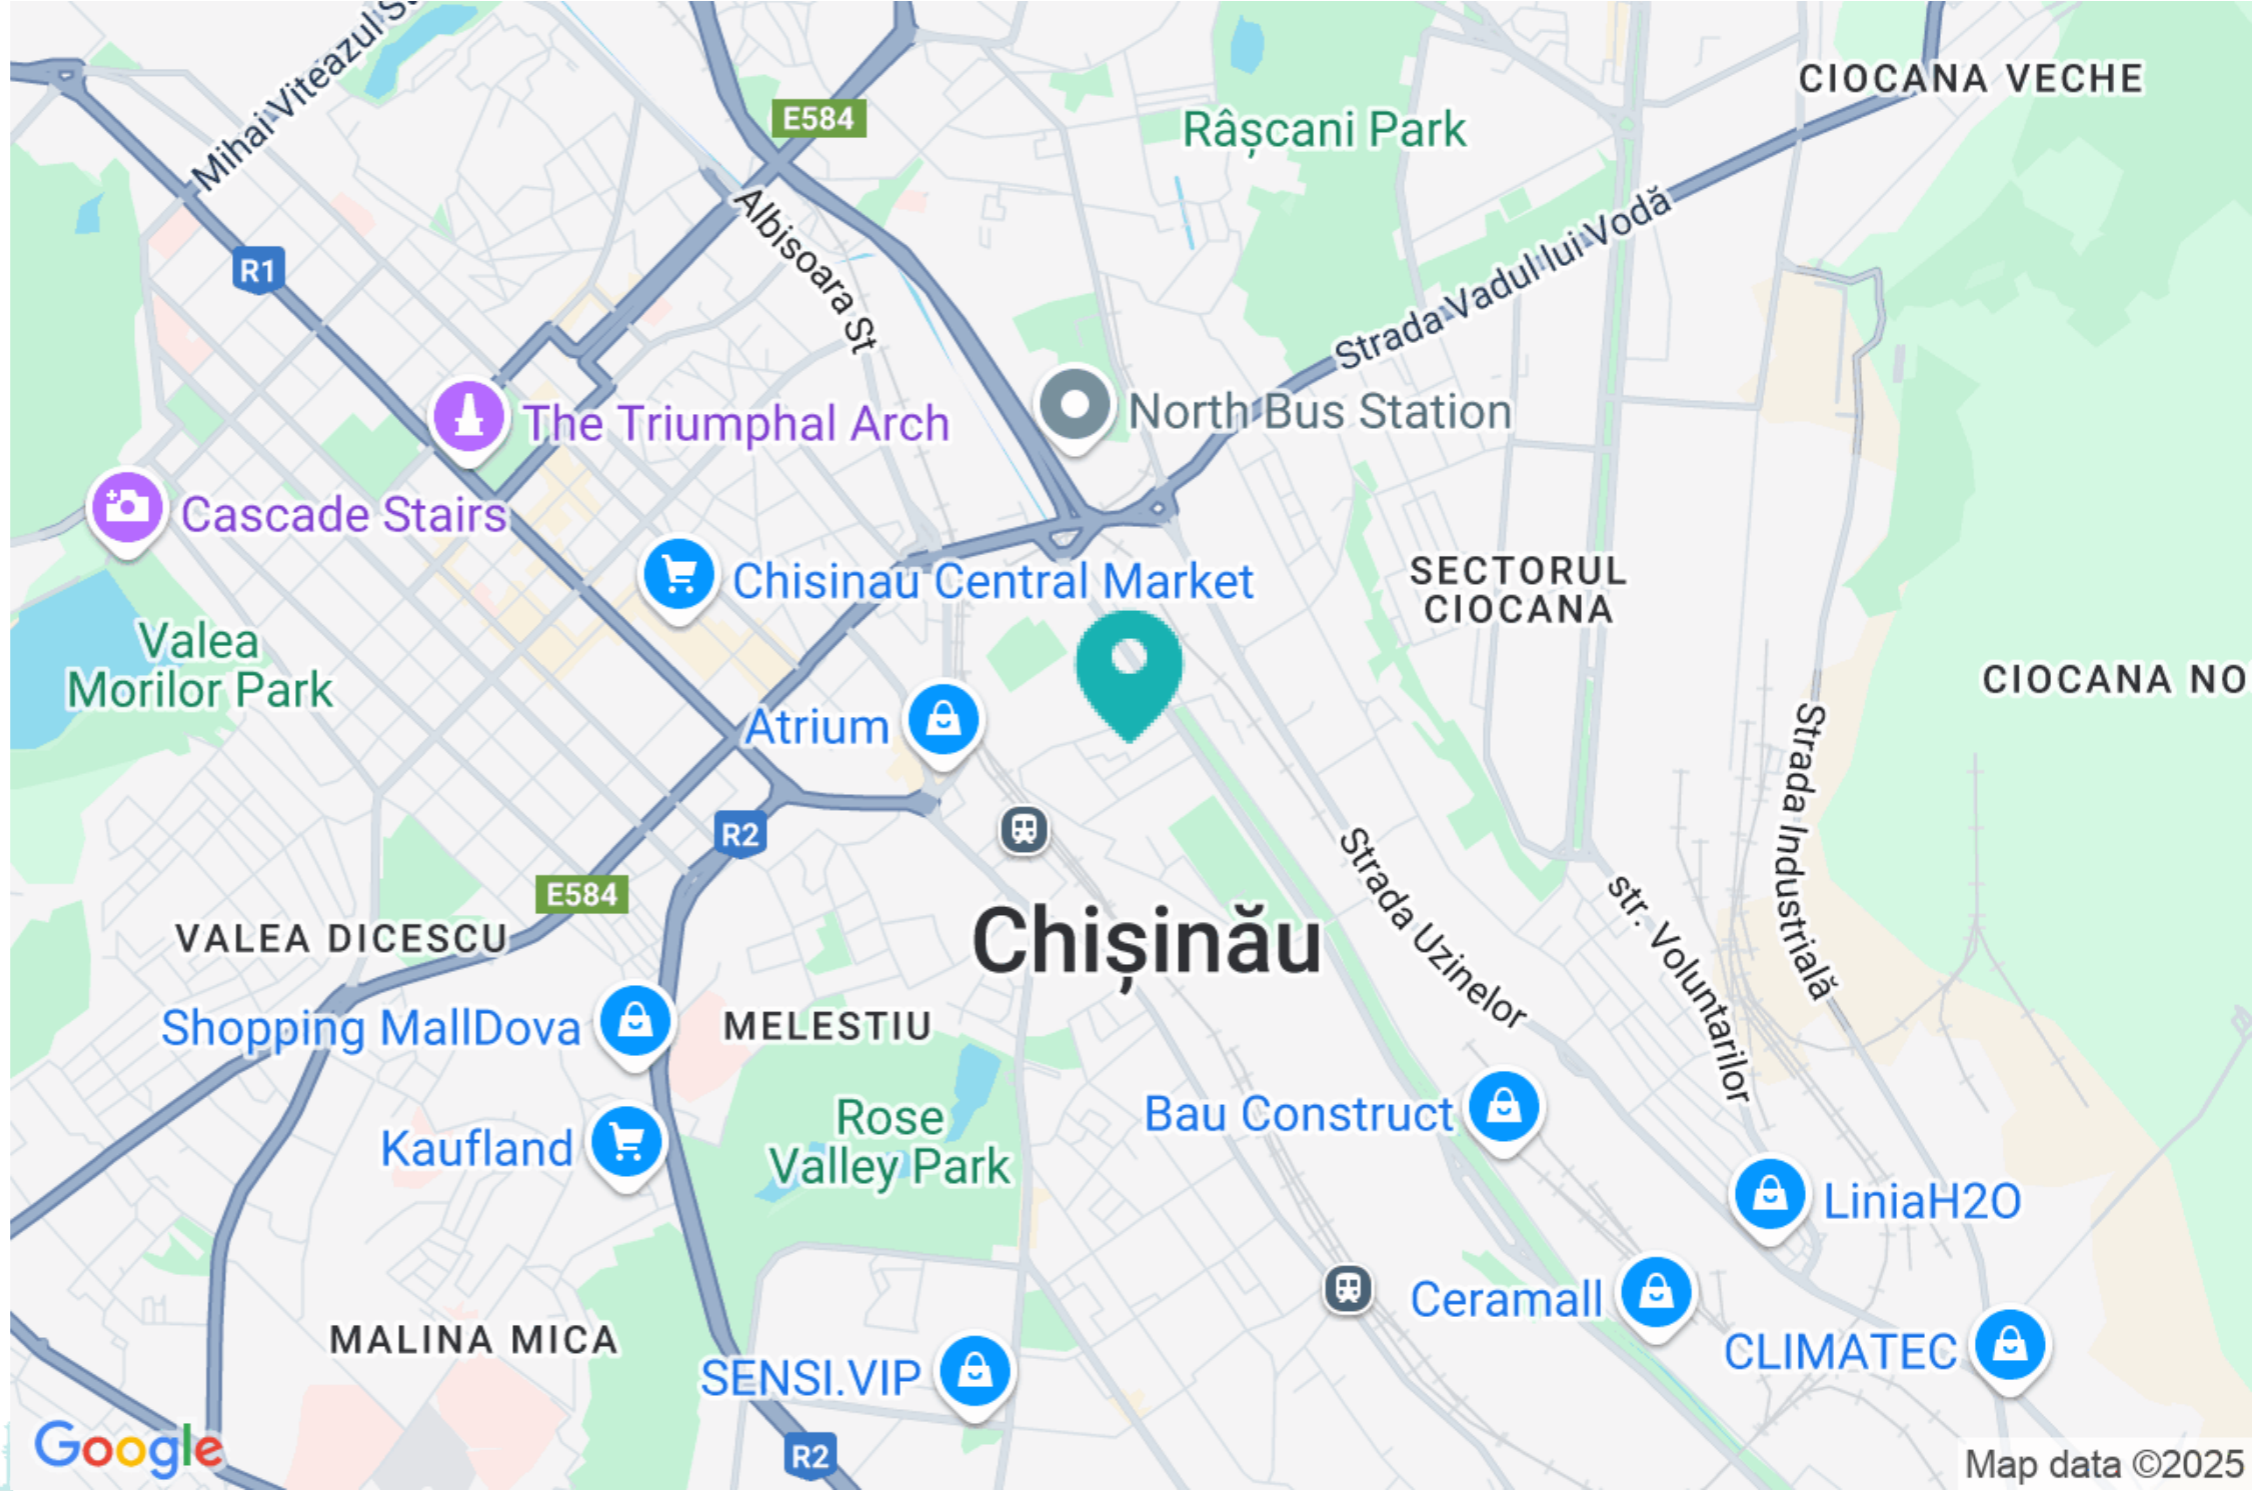 Mihai Viteazul S
CIOCANA VECHE
E584
Râșcani Park
Albisoara St
R1
Strada Vadul lui Vodă
The Triumphal Arch
North Bus Station
Cascade Stairs
Chisinau Central Market
SECTORUL
CIOCANA
Valea
Morilor Park
CIOCANA NO
Atrium
R2
Strada Industrială
E584
Strada Uzinelor
str. Voluntarilor
VALEA DICESCU
Chișinău
Shopping MallDova
MELESTIU
Rose
Valley Park
Bau Construct
Kaufland
LiniaH2O
Ceramall
MALINA MICA
SENSI.VIP
CLIMATEC
Google
R2
Map data ©2025